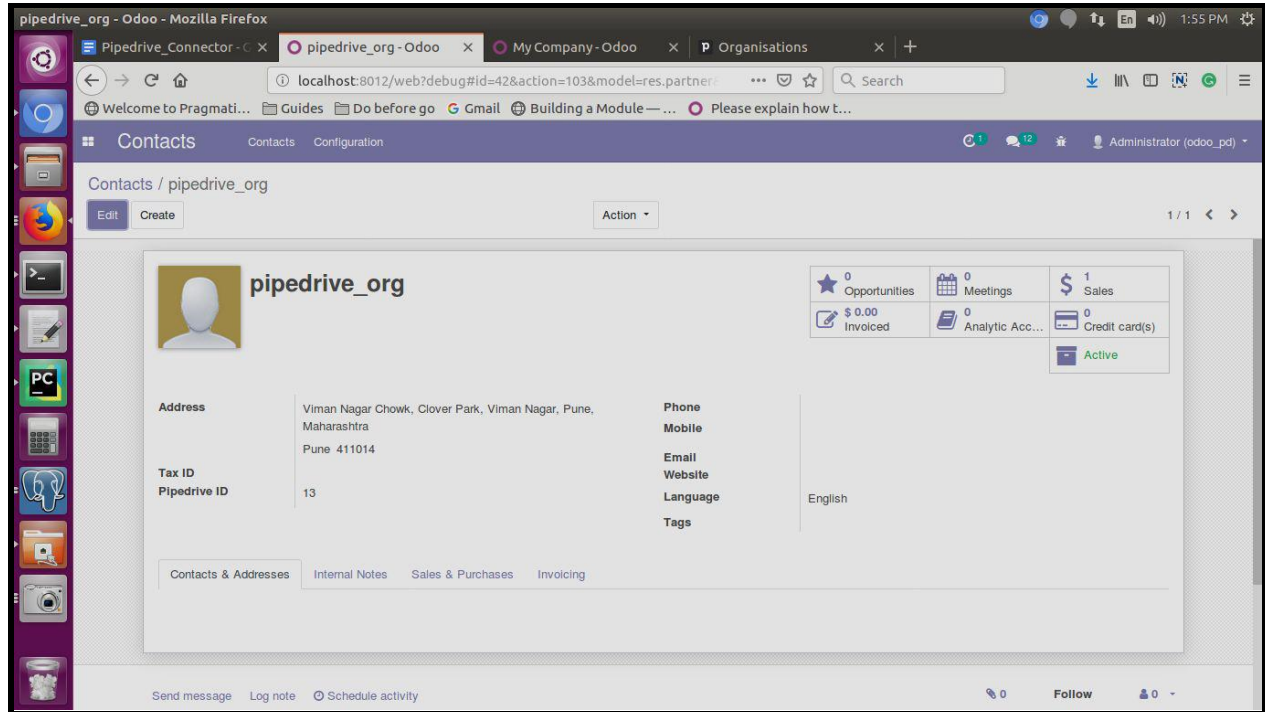 pipedrive_org - Odoo - Mozilla Firefox
En 1:55 PM
Pipedrive_Connector - G
pipedrive_org - Odoo
My Company - Odoo
Organisations
localhost:8012/web?debug#id=42&action=103&model=res.partner
Search
Welcome to Pragmati... Guides Do before go Gmail Building a Module — ... Please explain how t...
Contacts Contacts Configuration 1 12 Administrator (odoo_pd)
Contacts / pipedrive_org
Edit Create Action 1 / 1
pipedrive_org
0
Opportunities
0
Meetings
1
Sales
$ 0.00
Invoiced
0
Analytic Acc...
0
Credit card(s)
Active
Address
Viman Nagar Chowk, Clover Park, Viman Nagar, Pune,
Maharashtra
Pune 411014
Tax ID
Pipedrive ID 13
Phone
Mobile
Email
Website
Language English
Tags
Contacts & Addresses Internal Notes Sales & Purchases Invoicing
Send message Log note Schedule activity 0 Follow 0
PC